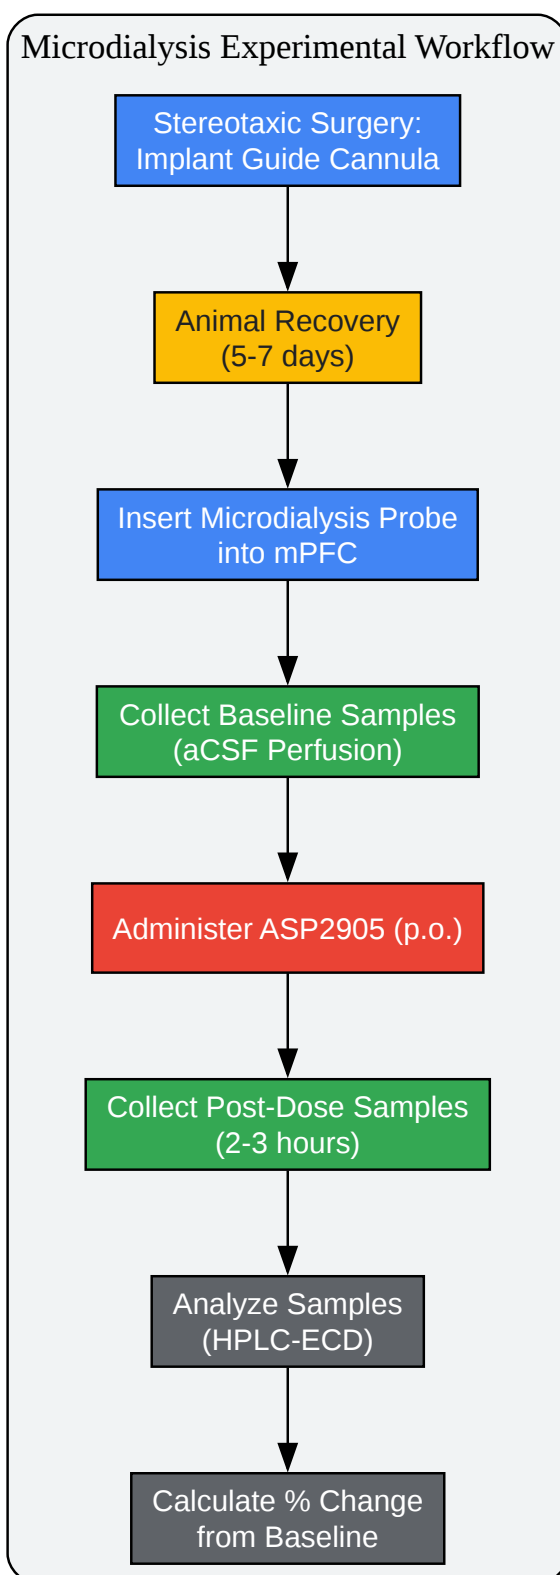 Microdialysis Experimental Workflow
Stereotaxic Surgery:
Implant Guide Cannula
Animal Recovery
(5-7 days)
Insert Microdialysis Probe
into mPFC
Collect Baseline Samples
(aCSF Perfusion)
Administer ASP2905 (p.o.)
Collect Post-Dose Samples
(2-3 hours)
Analyze Samples
(HPLC-ECD)
Calculate % Change
from Baseline